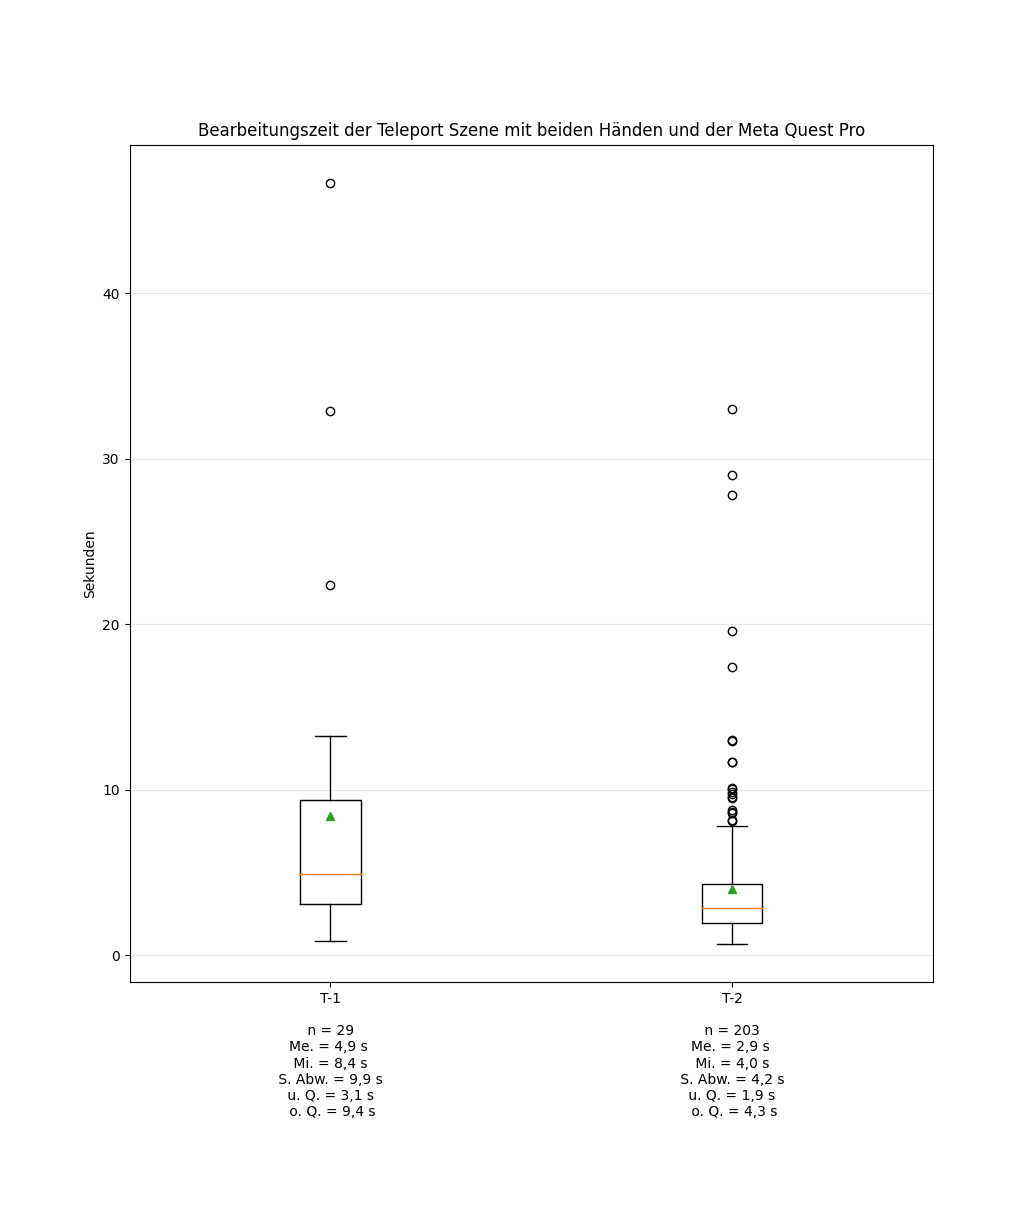 Bearbeitungszeit der Teleport Szene mit beiden Händen und der Meta Quest Pro
40
30
20
10
0
Sekunden
T-1
T-2
n = 29
Me. = 4,9 s
Mi. = 8,4 s
S. Abw. = 9,9 s
u. Q. = 3,1 s
o. Q. = 9,4 s
n = 203
Me. = 2,9 s
Mi. = 4,0 s
S. Abw. = 4,2 s
u. Q. = 1,9 s
o. Q. = 4,3 s